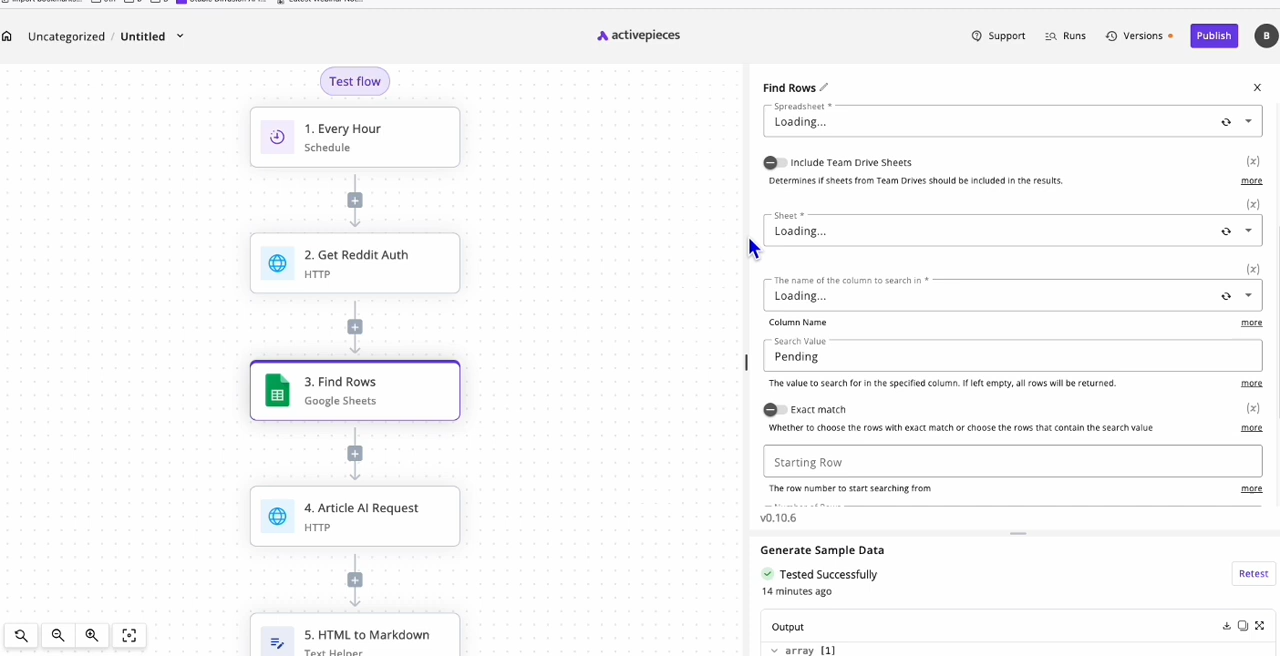 Uncategorized / Untitled
activepieces
Support
Runs
Versions
Publish
B
Test flow
1. Every Hour
Schedule
2. Get Reddit Auth
HTTP
3. Find Rows
Google Sheets
4. Article AI Request
HTTP
5. HTML to Markdown
Text Helper
Find Rows
Spreadsheet *
Loading...
Include Team Drive Sheets
(x)
Determines if sheets from Team Drives should be included in the results.
more
(x)
Sheet *
Loading...
(x)
The name of the column to search in *
Loading...
Column Name
more
Search Value
Pending
The value to search for in the specified column. If left empty, all rows will be returned.
more
Exact match
(x)
Whether to choose the rows with exact match or choose the rows that contain the search value
more
Starting Row
The row number to start searching from
more
v0.10.6
Generate Sample Data
Tested Successfully
14 minutes ago
Retest
Output
array [1]